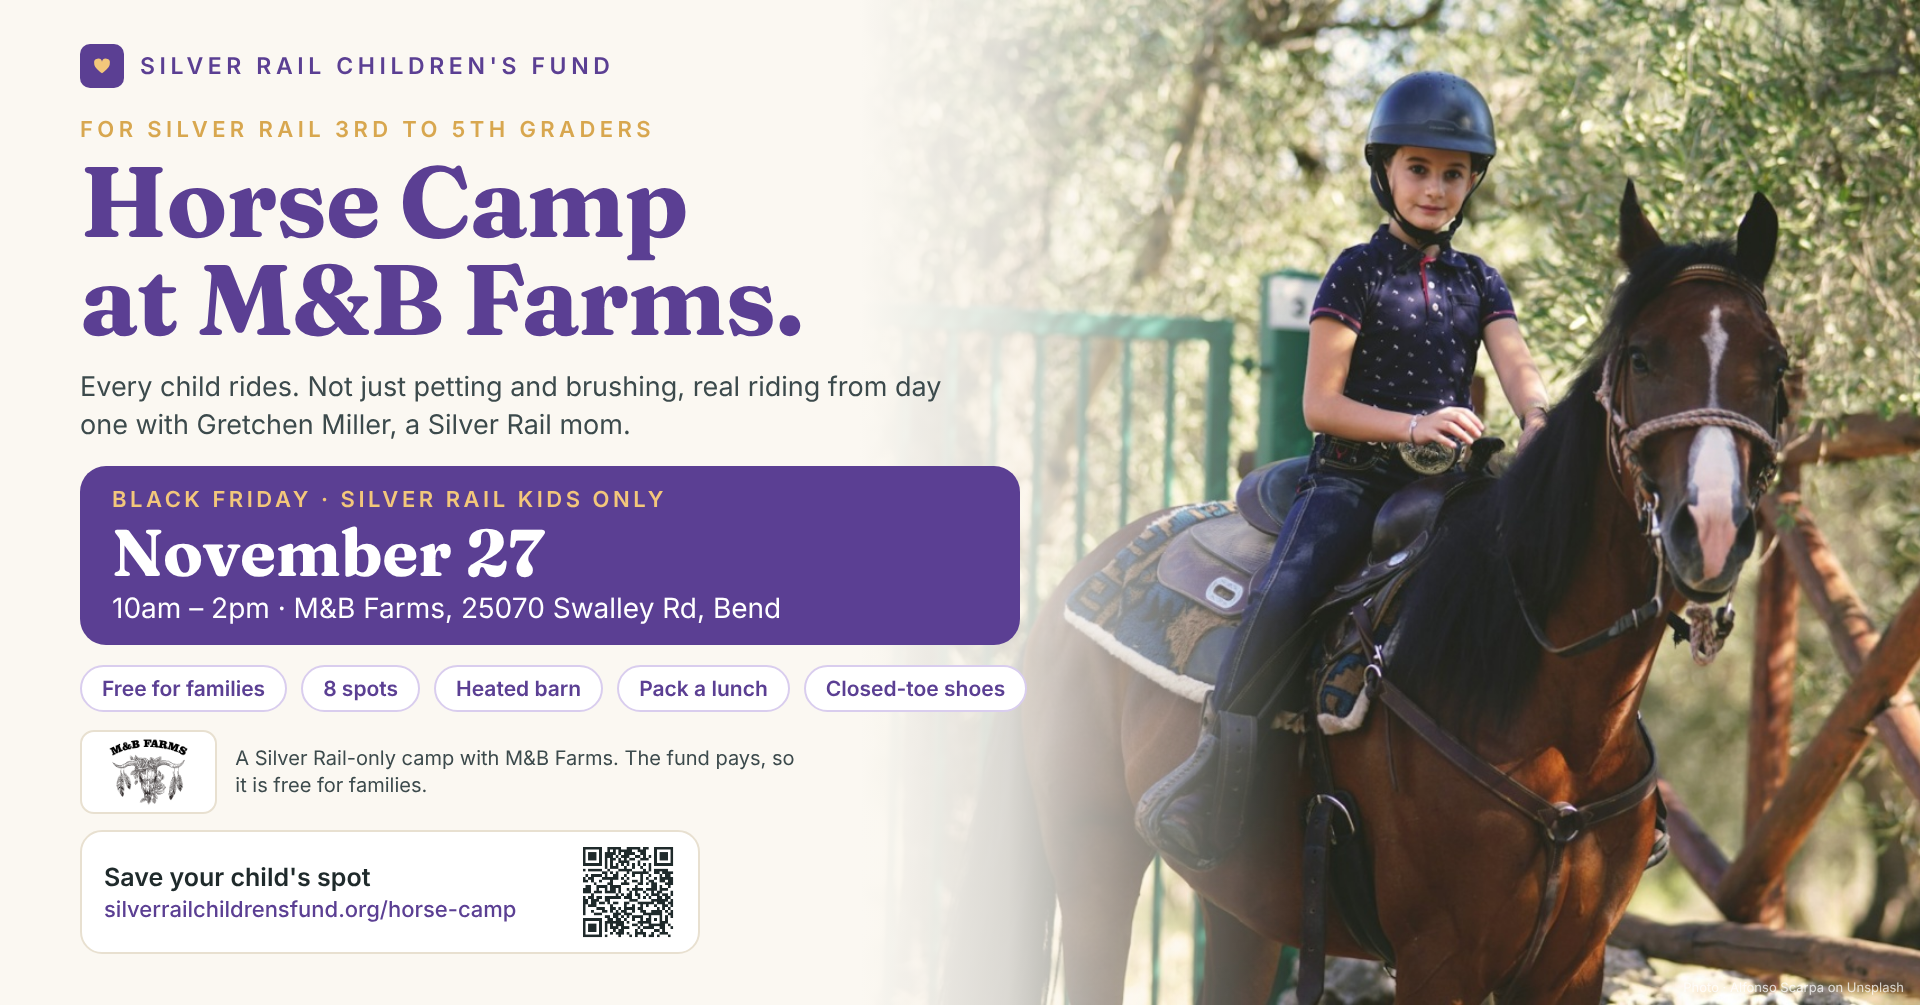 SILVER RAIL CHILDREN'S FUND
FOR SILVER RAIL 3RD TO 5TH GRADERS
Horse Camp
at M&B Farms.
Every child rides. Not just petting and brushing, real riding from day
one with Gretchen Miller, a Silver Rail mom.
BLACK FRIDAY · SILVER RAIL KIDS ONLY
November 27
10am – 2pm · M&B Farms, 25070 Swalley Rd, Bend
Free for families
8 spots
Heated barn
Pack a lunch
Closed-toe shoes
M&B FARMS
A Silver Rail-only camp with M&B Farms. The fund pays, so
it is free for families.
Save your child's spot
silverrailchildrensfund.org/horse-camp
Scarpa on Unsplash